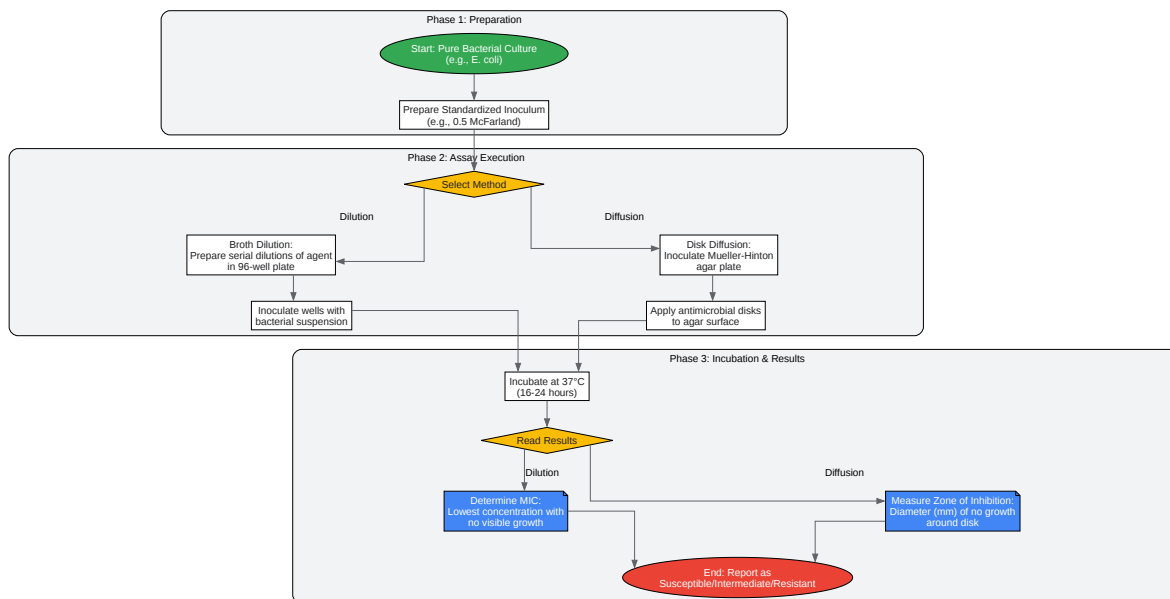 Phase 1: Preparation
Start: Pure Bacterial Culture
(e.g., E. coli)
Prepare Standardized Inoculum
(e.g., 0.5 McFarland)
Phase 2: Assay Execution
Select Method
Dilution
Diffusion
Broth Dilution:
Prepare serial dilutions of agent
in 96-well plate
Disk Diffusion:
Inoculate Mueller-Hinton
agar plate
Inoculate wells with
bacterial suspension
Apply antimicrobial disks
to agar surface
Phase 3: Incubation & Results
Incubate at 37°C
(16-24 hours)
Read Results
Dilution
Diffusion
Determine MIC:
Lowest concentration with
no visible growth
Measure Zone of Inhibition:
Diameter (mm) of no growth
around disk
End: Report as
Susceptible/Intermediate/Resistant